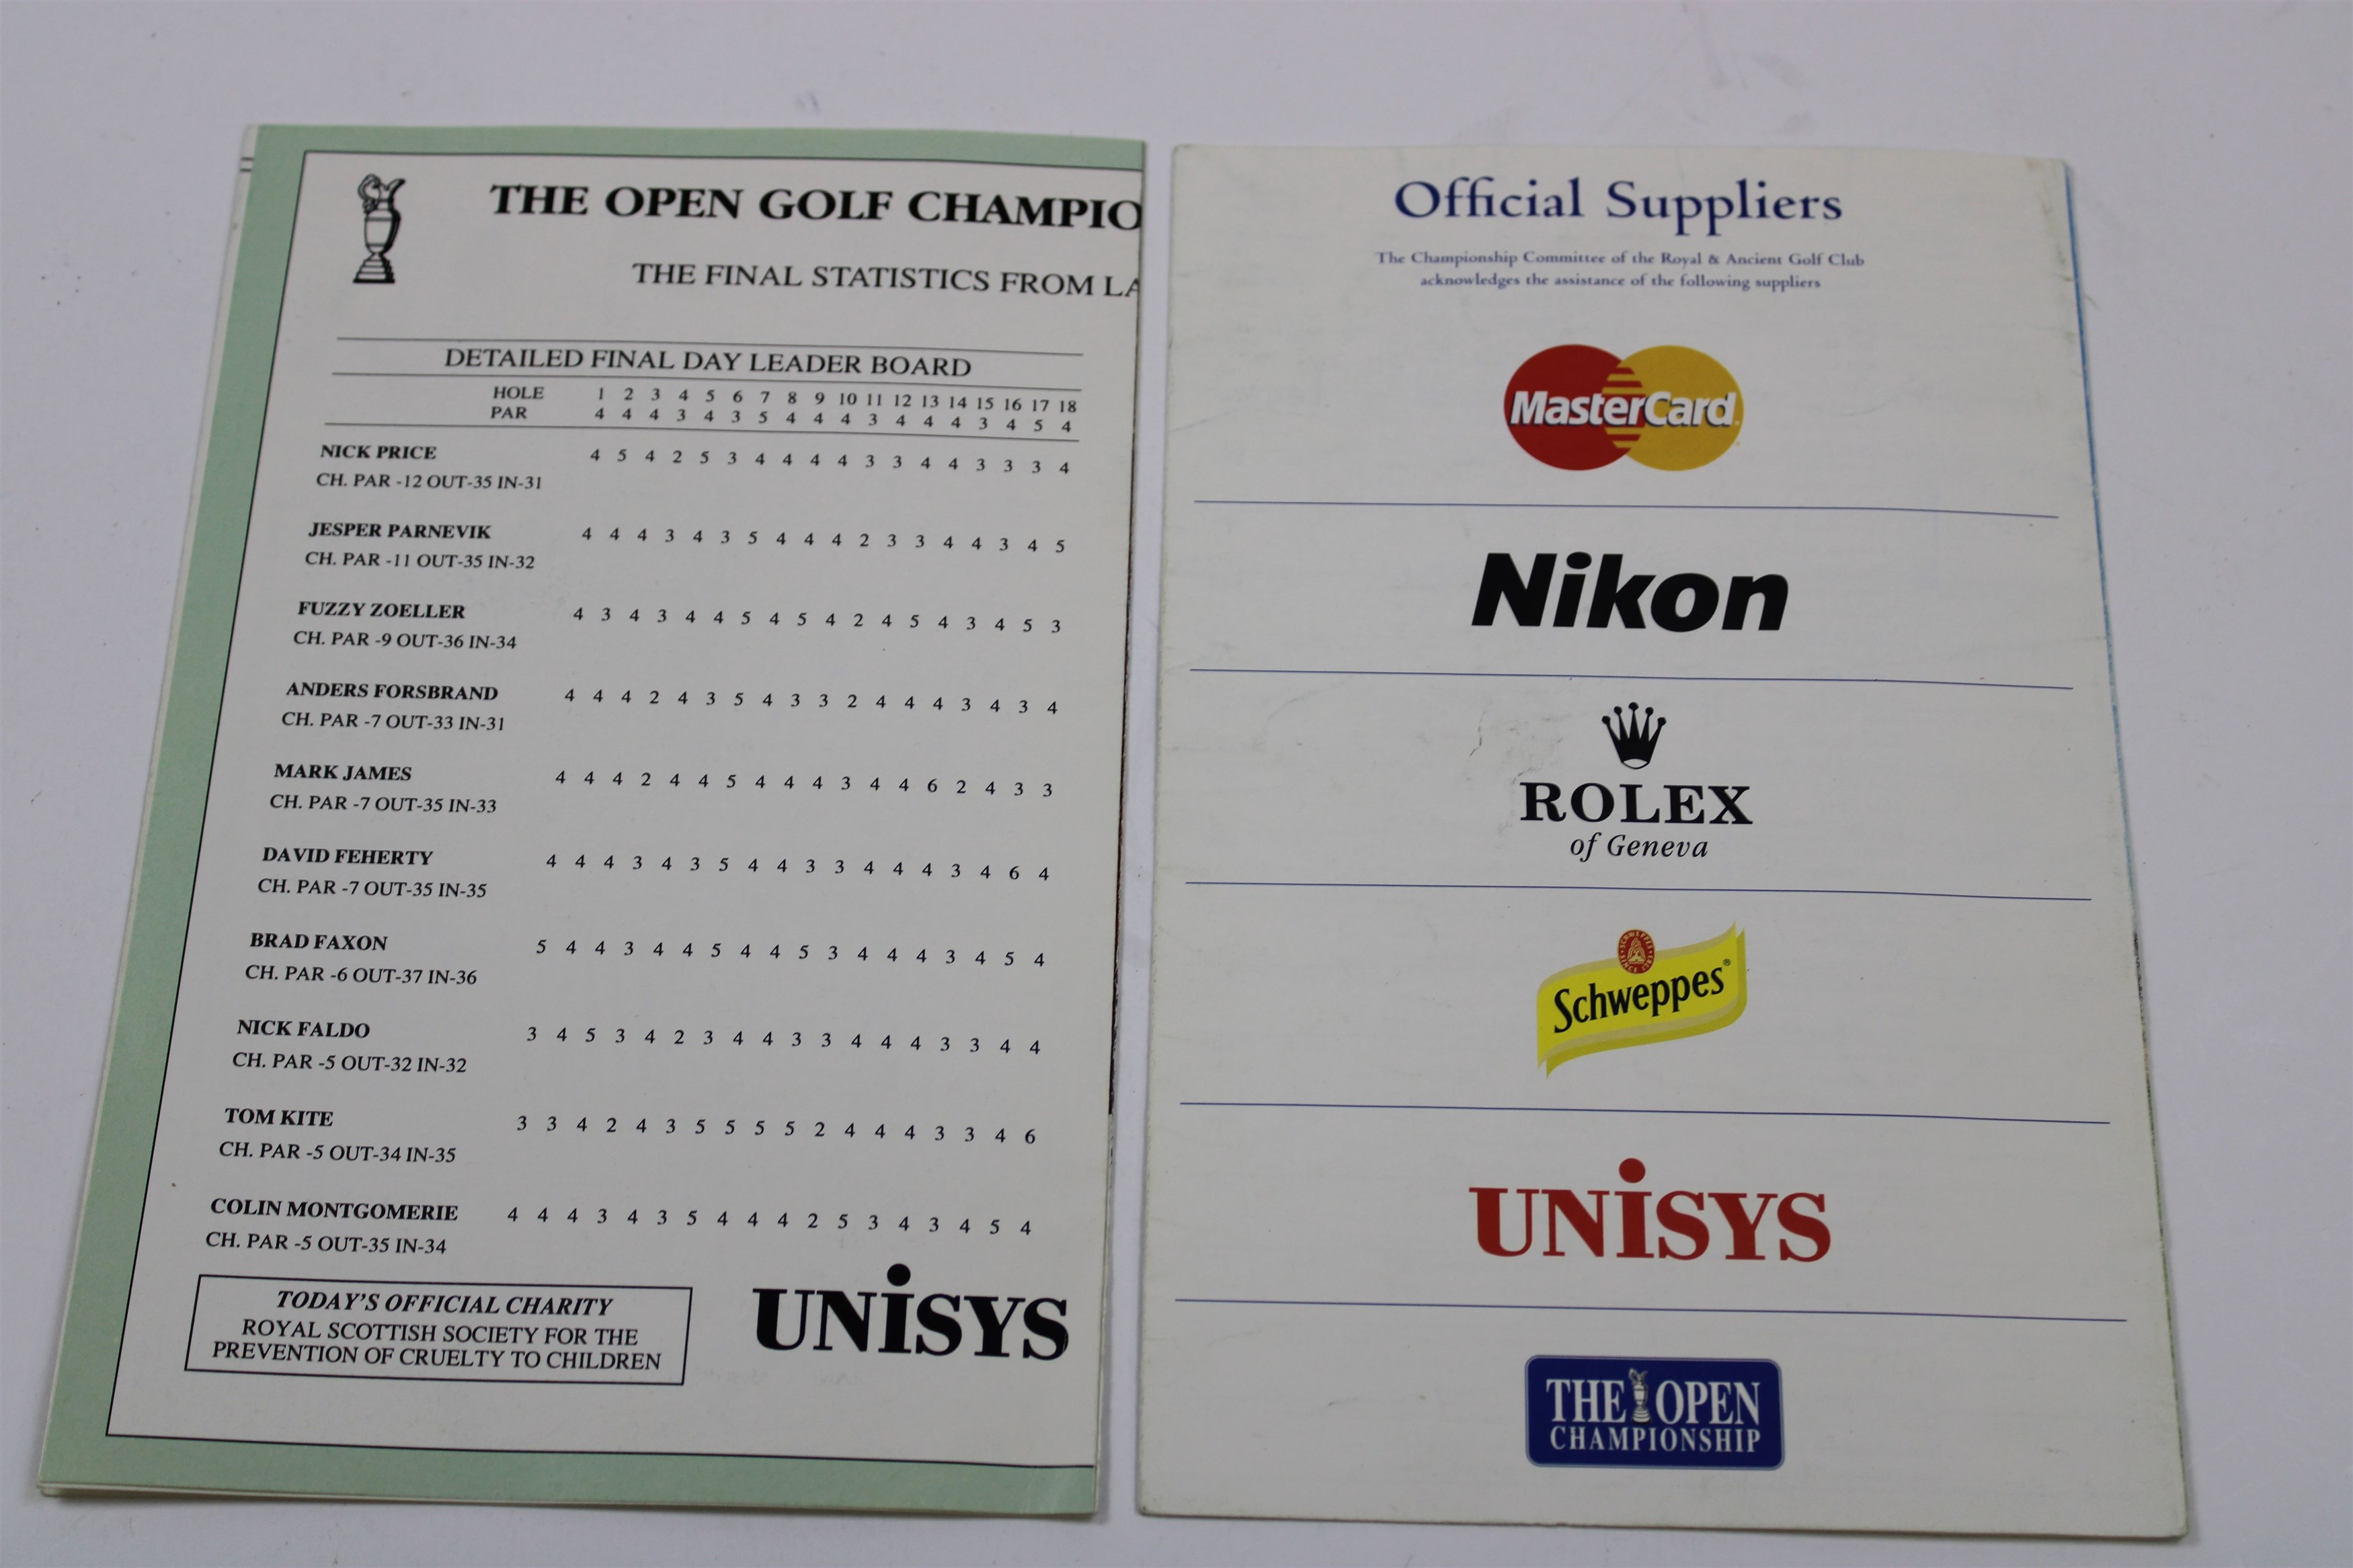 THE OPEN GOLF CHAMPIO
THE FINAL STATISTICS FROM LA
DETAILED FINAL DAY LEADER BOARD
HOLE 1 2 3 4 5 6 7 8 9 10 11 12 13 14 15 16 17 18
PAR 4 4 4 3 4 3 5 4 4 4 3 4 4 4 3 4 5 4
NICK PRICE 4 5 4 2 5 3 4 4 4 4 3 3 4 4 3 3 3 4
CH. PAR -12 OUT-35 IN-31
JESPER PARNEVIK 4 4 4 3 4 3 5 4 4 4 2 3 3 4 4 3 4 5
CH. PAR -11 OUT-35 IN-32
FUZZY ZOELLER 4 3 4 3 4 4 5 4 5 4 2 4 5 4 3 4 5 3
CH. PAR -9 OUT-36 IN-34
ANDERS FORSBRAND 4 4 4 2 4 3 5 4 3 3 2 4 4 4 3 4 3 4
CH. PAR -7 OUT-33 IN-31
MARK JAMES 4 4 4 2 4 4 5 4 4 4 3 4 4 6 2 4 3 3
CH. PAR -7 OUT-35 IN-33
DAVID FEHERTY 4 4 4 3 4 3 5 4 4 3 3 4 4 4 3 4 6 4
CH. PAR -7 OUT-35 IN-35
BRAD FAXON 5 4 4 3 4 4 5 4 4 5 3 4 4 4 3 4 5 4
CH. PAR -6 OUT-37 IN-36
NICK FALDO 3 4 5 3 4 2 3 4 4 3 3 4 4 4 3 3 4 4
CH. PAR -5 OUT-32 IN-32
TOM KITE 3 3 4 2 4 3 5 5 5 5 2 4 4 4 3 3 4 6
CH. PAR -5 OUT-34 IN-35
COLIN MONTGOMERIE 4 4 4 3 4 3 5 4 4 4 2 5 3 4 3 4 5 4
CH. PAR -5 OUT-35 IN-34
TODAY'S OFFICIAL CHARITY
ROYAL SCOTTISH SOCIETY FOR THE
PREVENTION OF CRUELTY TO CHILDREN
UNiSYS
Official Suppliers
The Championship Committee of the Royal & Ancient Golf Club
acknowledges the assistance of the following suppliers
MasterCard
Nikon
ROLEX
of Geneva
Schweppes®
UNiSYS
THE OPEN
CHAMPIONSHIP